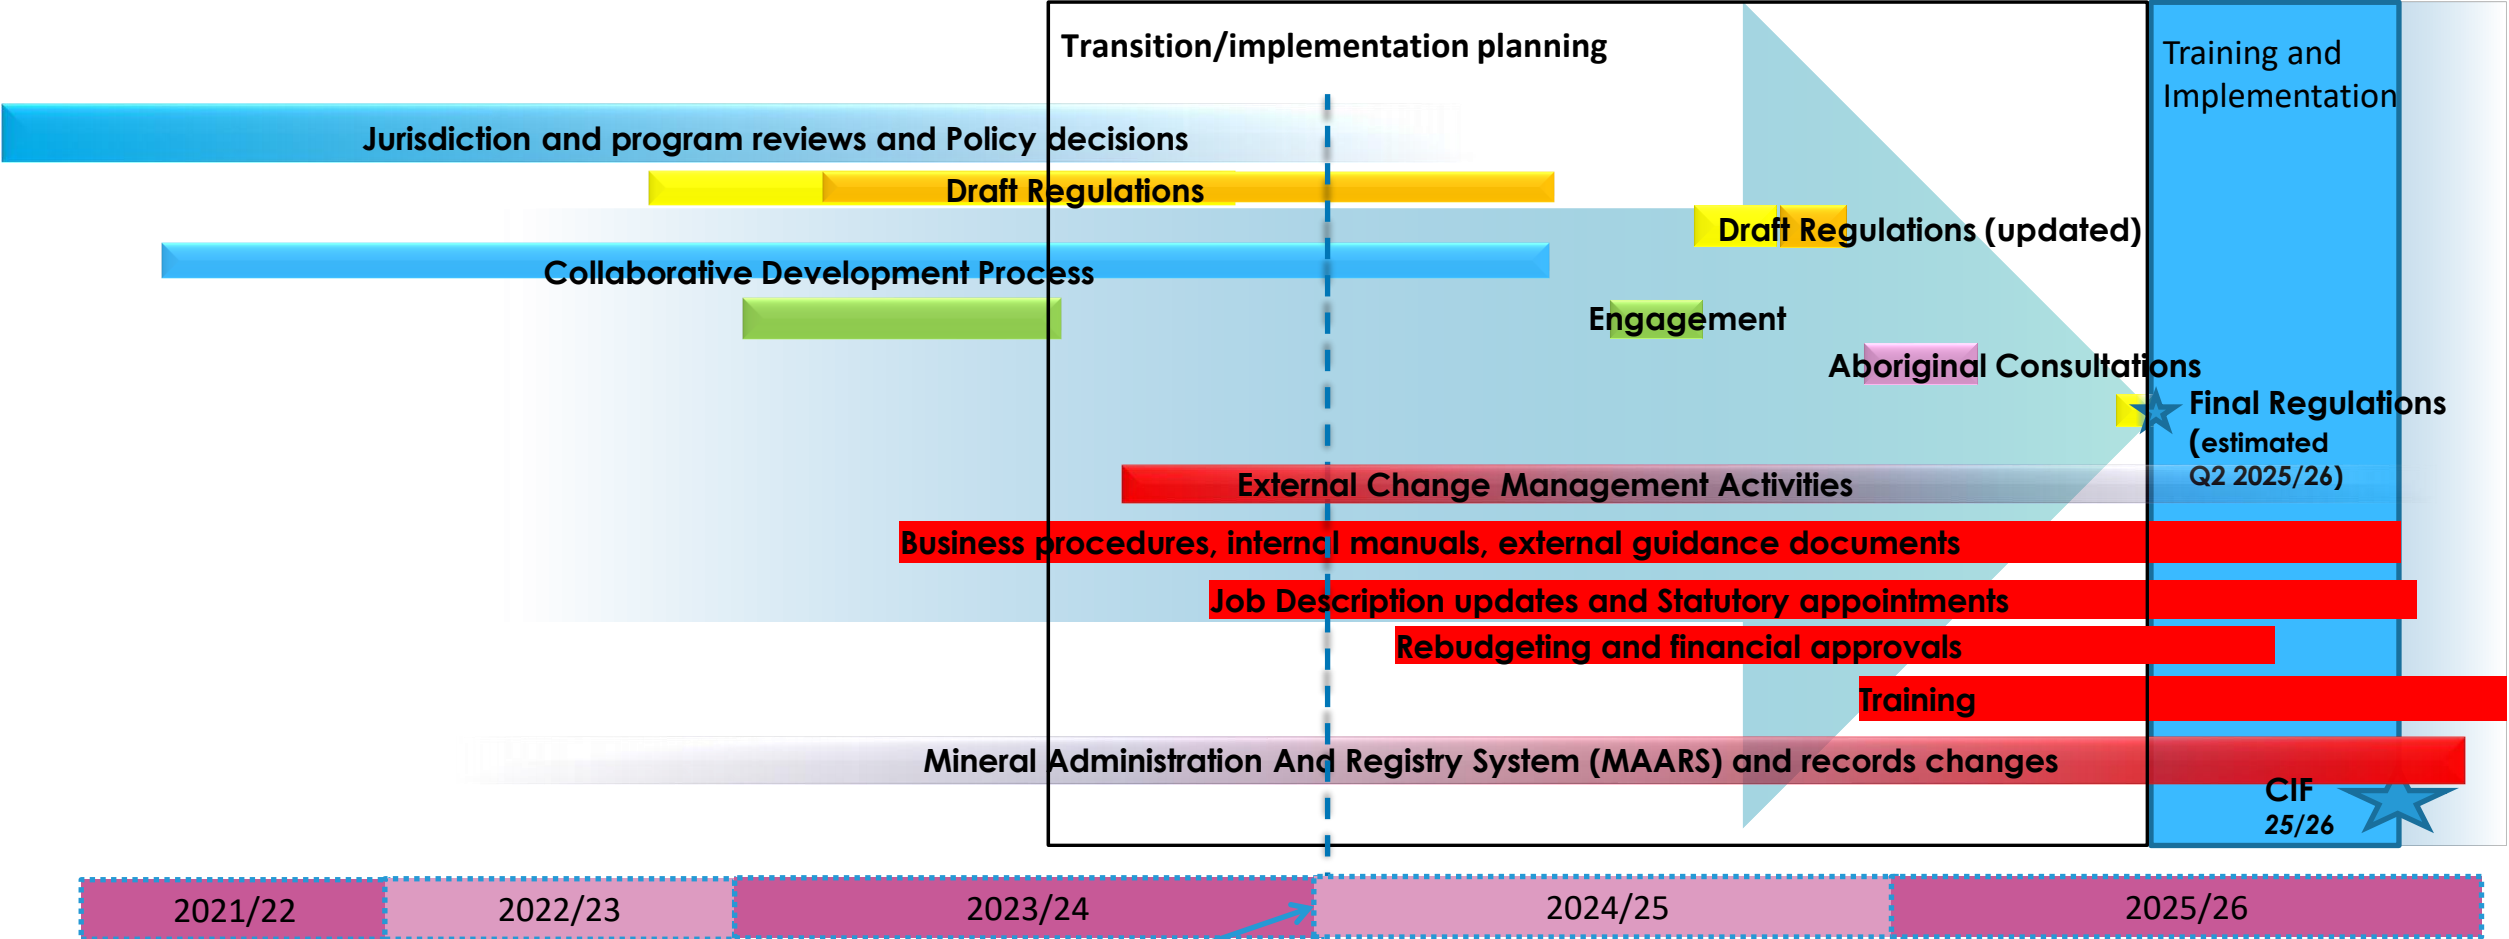 Transition/implementation planning
Training and
Implementation
Jurisdiction and program reviews and Policy decisions
Draft Regulations
Draft Regulations (updated)
Collaborative Development Process
Engagement
Aboriginal Consultations
Final Regulations
(estimated
Q2 2025/26)
External Change Management Activities
Business procedures, internal manuals, external guidance documents
Job Description updates and Statutory appointments
Rebudgeting and financial approvals
Training
Mineral Administration And Registry System (MAARS) and records changes
CIF
25/26
2021/22
2022/23
2023/24
2024/25
2025/26